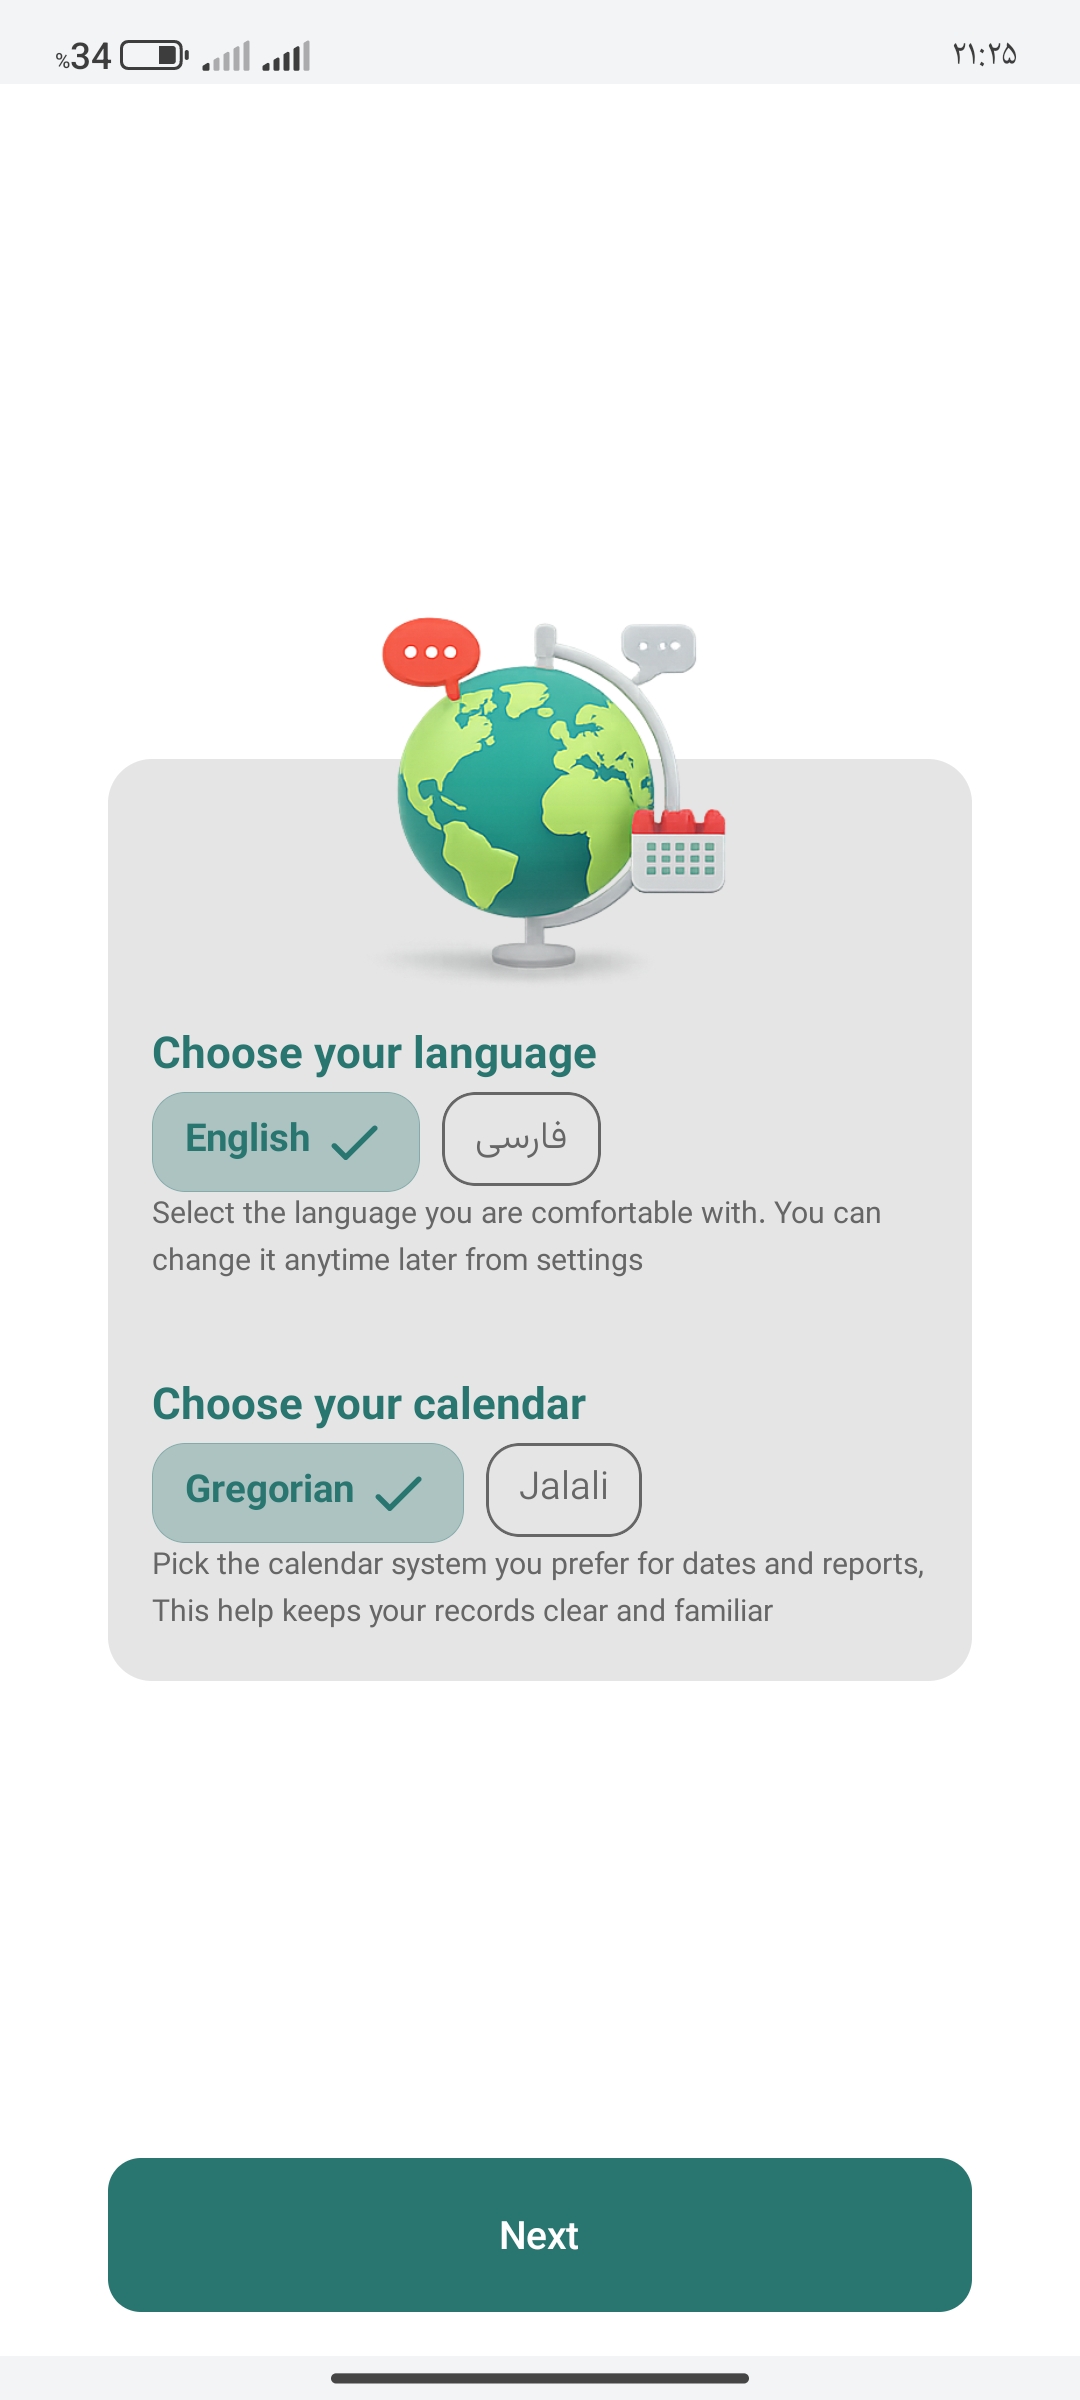 %34
۲۱:۲۵
Choose your language
English
فارسی
Select the language you are comfortable with. You can
change it anytime later from settings
Choose your calendar
Gregorian
Jalali
Pick the calendar system you prefer for dates and reports,
This help keeps your records clear and familiar
Next